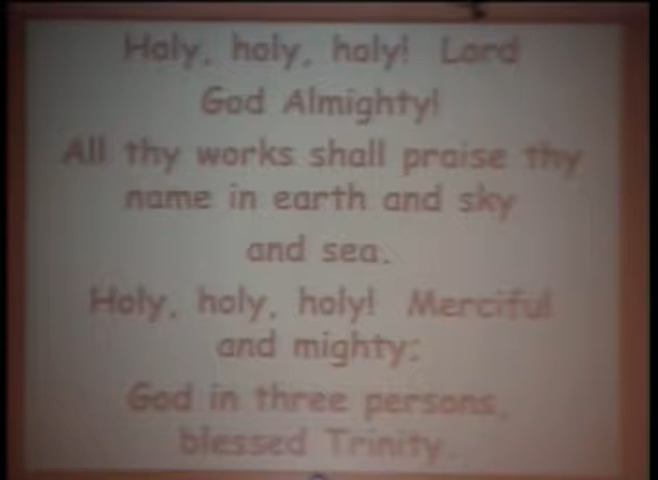 Holy, holy, holy! Lord
God Almighty!
All thy works shall praise thy
name in earth and sky
and sea.
Holy, holy, holy! Merciful
and mighty;
God in three persons,
blessed Trinity.